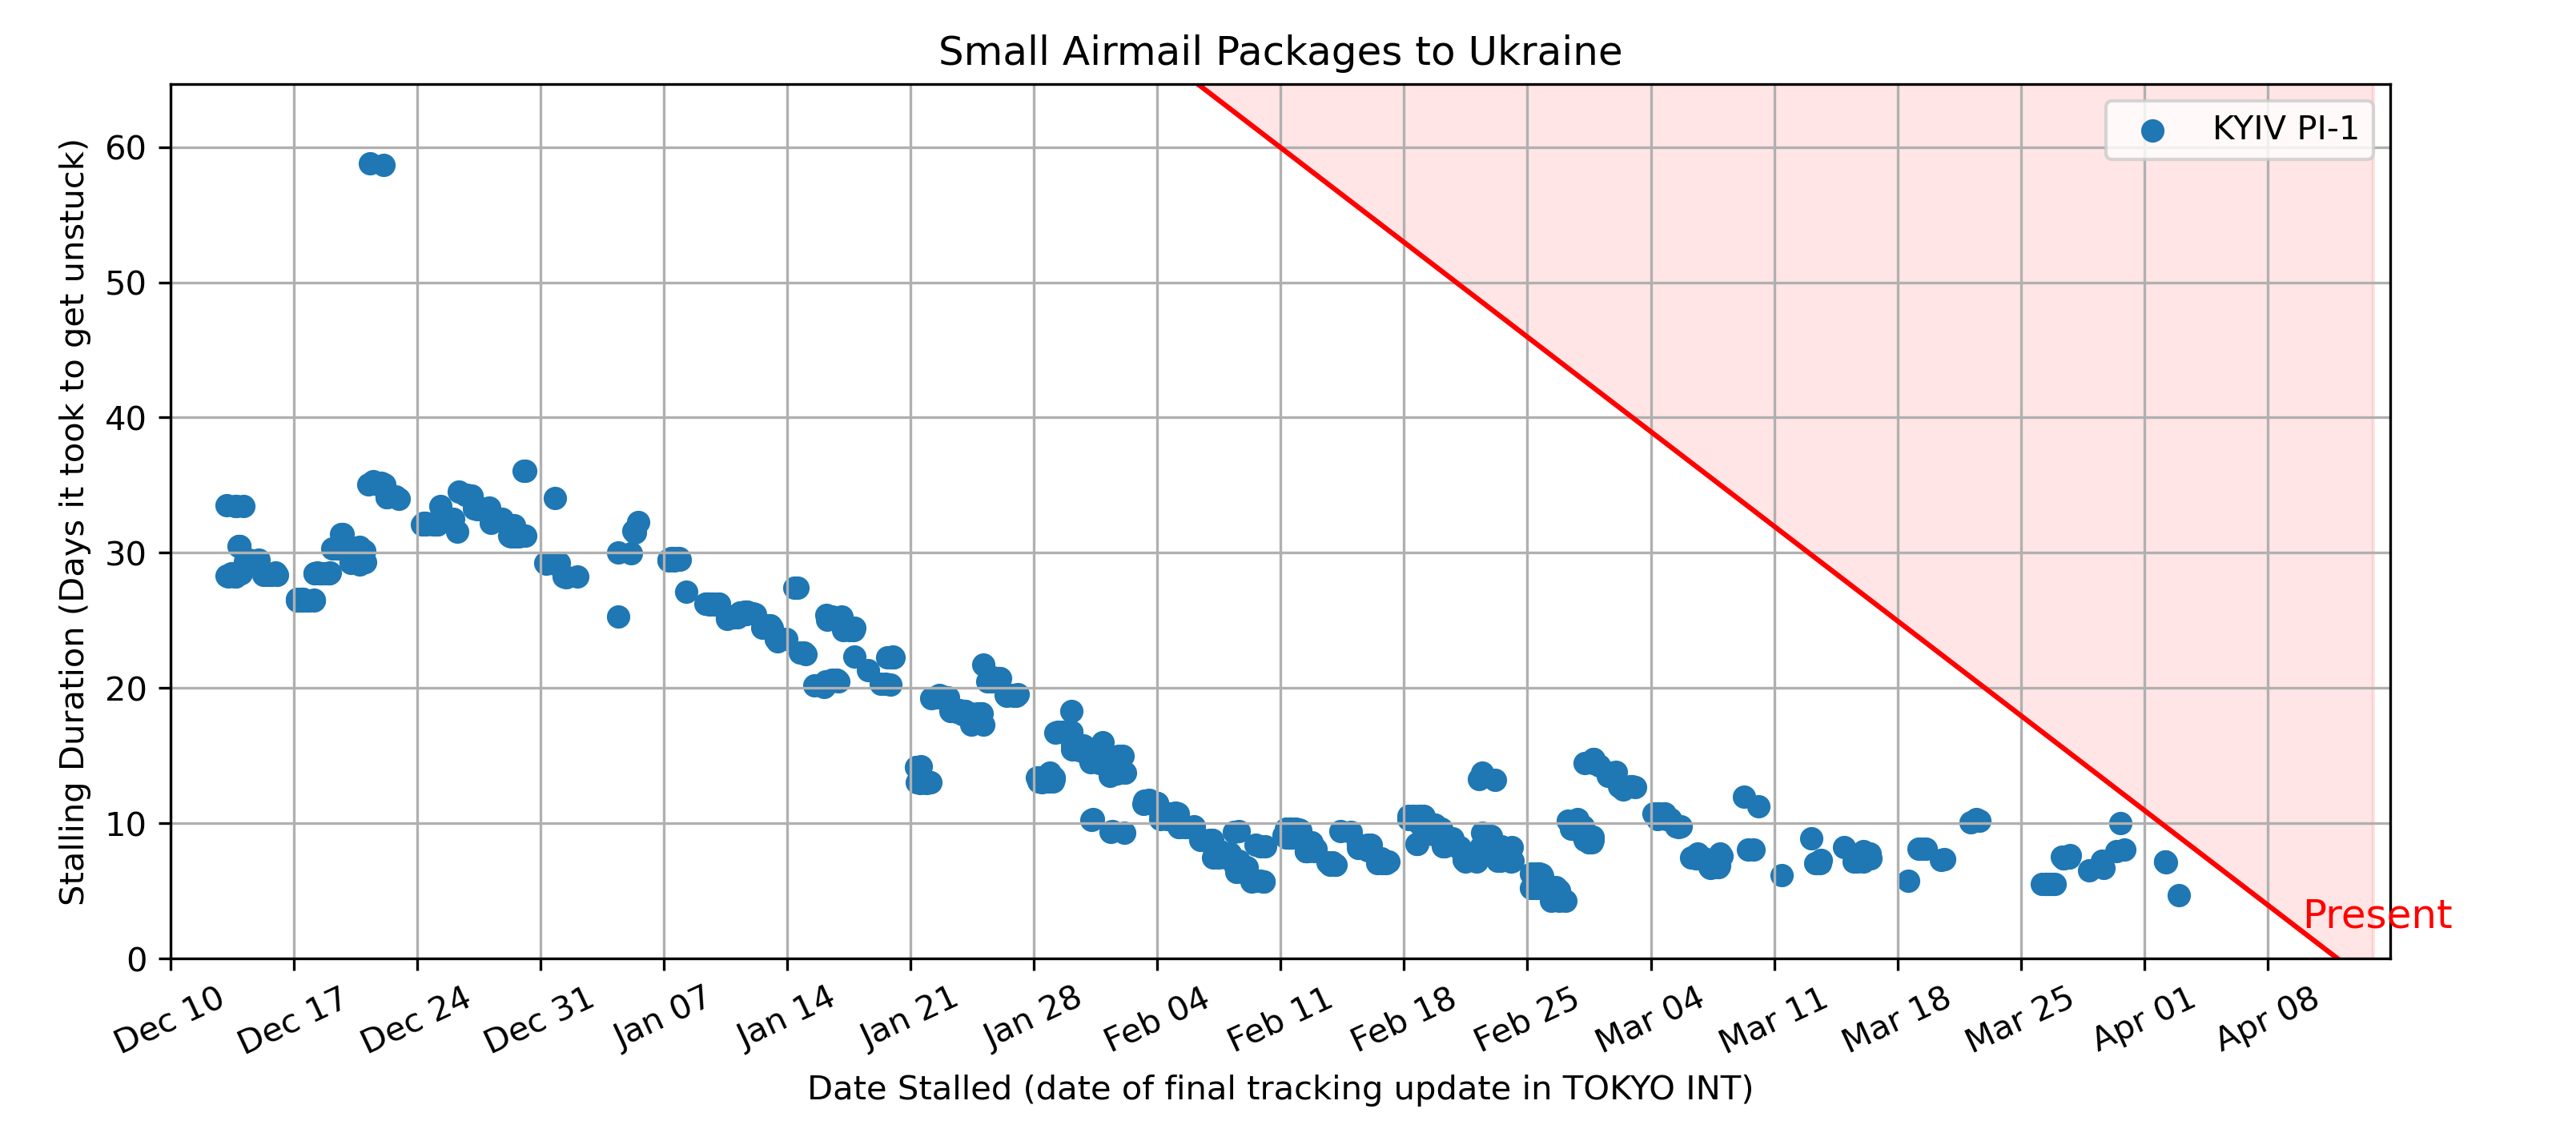 Small Airmail Packages to Ukraine
KYIV PI-1
Stalling Duration (Days it took to get unstuck)
60
50
40
30
20
10
0
Present
Dec 10
Dec 17
Dec 24
Dec 31
Jan 07
Jan 14
Jan 21
Jan 28
Feb 04
Feb 11
Feb 18
Feb 25
Mar 04
Mar 11
Mar 18
Mar 25
Apr 01
Apr 08
Date Stalled (date of final tracking update in TOKYO INT)